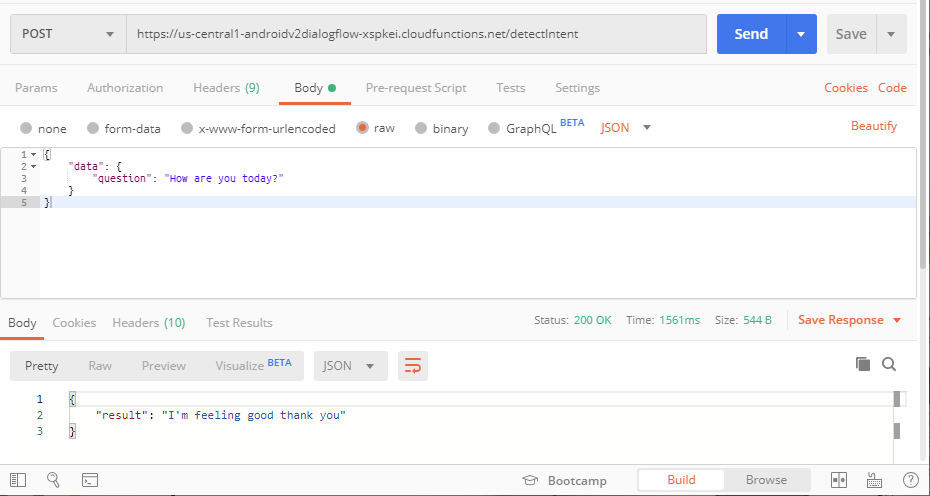 POST https://us-central1-androidv2dialogflow-xspkei.cloudfunctions.net/detectIntent Send Save
Params Authorization Headers (9) Body Pre-request Script Tests Settings Cookies Code
none form-data x-www-form-urlencoded raw binary GraphQL BETA JSON Beautify
1 {
2 "data": {
3 "question": "How are you today?"
4 }
5 }
Body Cookies Headers (10) Test Results Status: 200 OK Time: 1561ms Size: 544 B Save Response
Pretty Raw Preview Visualize BETA JSON
1 {
2 "result": "I'm feeling good thank you"
3 }
Bootcamp Build Browse ?